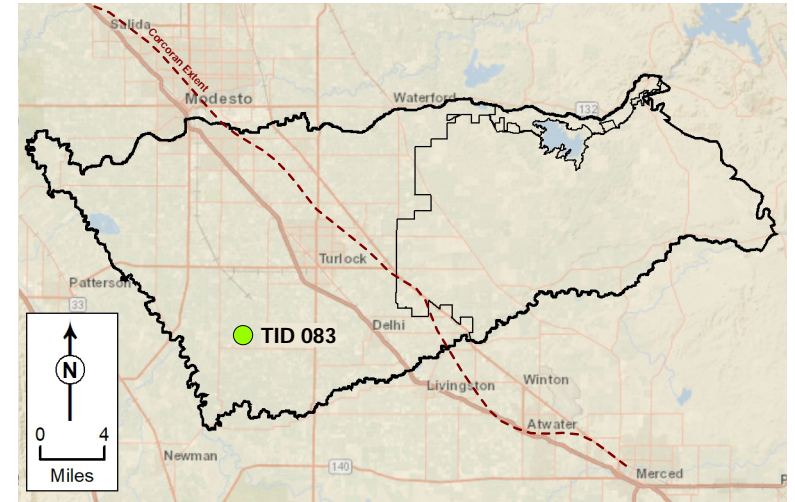 Salida
Corcoran Extent
Modesto
Waterford
132
Turlock
Patterson
33
TID 083
Delhi
N
Livingston
Winton
0 4
Miles
Atwater
Newman
140
Merced
P